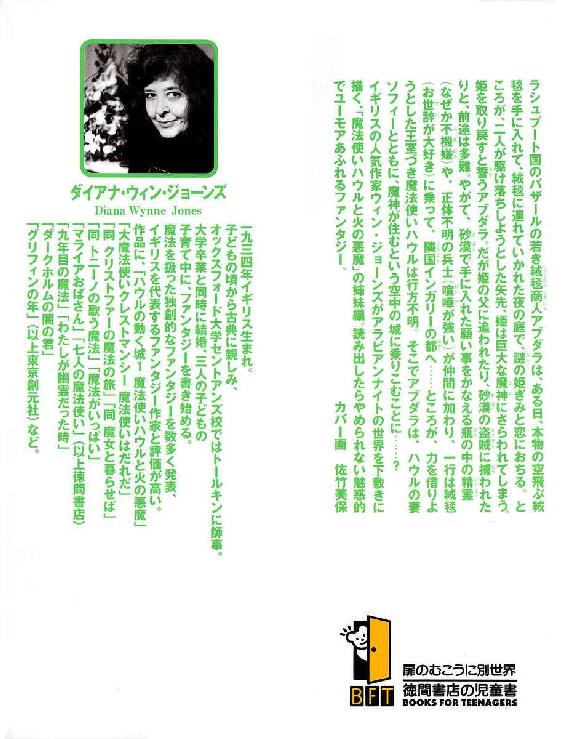 ラシュプート国のバザールの若き絨毯商人アブダラは、ある日、本物の空飛ぶ絨
毯を手に入れて、絨毯に運んでいかれた夜の庭で、謎の姫ぎみと恋におちる。と
ころが、二人が駆け落ちしようとした矢先、姫は巨大な魔神にさらわれてしまう。
姫を取り戻すと誓うアブダラ。だが姫の父に追われたり、砂漠の盗賊に捕われた
りと、前途は多難。やがて、砂漠で手に入れた願い事をかなえる瓶の中の精霊
(なぜか不機嫌)や、正体不明の兵士(喧嘩が強い)が仲間に加わり、一行は絨毯
(お世辞が大好き)に乗って、隣国インガリーの都へ……ところが、力を借りよ
うとした王室づき魔法使いハウルは行方不明。そこでアブダラは、ハウルの妻
ソフィーとともに、魔神が住むという空中の城に乗りこむことに……?
イギリスの人気作家ウィン・ジョーンズがアラビアンナイトの世界を下敷きに
描く、「魔法使いハウルと火の悪魔」の姉妹編。読み出したらやめられない魅惑的
でユーモアあふれるファンタジー。
カバー画 佐竹美保
ダイアナ・ウィン・ジョーンズ
Diana Wynne Jones
一九三四年イギリス生まれ。
子どもの頃から古典に親しみ、
オックスフォード大学セントアンズ校ではトールキンに師事。
大学卒業と同時に結婚、三人の子どもの
子育て中に、ファンタジーを書き始める。
魔法を扱った独創的なファンタジーを数多く発表、
イギリスを代表するファンタジー作家と評価が高い。
作品に、「ハウルの動く城1 魔法使いハウルと火の悪魔」
「大魔法使いクレストマンシー 魔法使いはだれだ」
「同 クリストファーの魔法の旅」「同 魔女と暮らせば」
「同 トニーノの歌う魔法」「魔法がいっぱい」
「マライアおばさん」「七人の魔法使い」(以上徳間書店)
「九年目の魔法」「わたしが幽霊だった時」
「ダークホルムの闇の君」
「グリフィンの年」(以上東京創元社)など。
BFT
扉のむこうに別世界
徳間書店の児童書
BOOKS FOR TEENAGERS